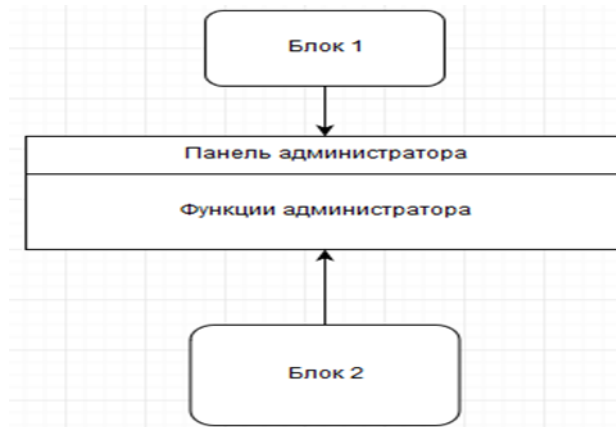 Блок 1
Панель администратора
Функции администратора
Блок 2